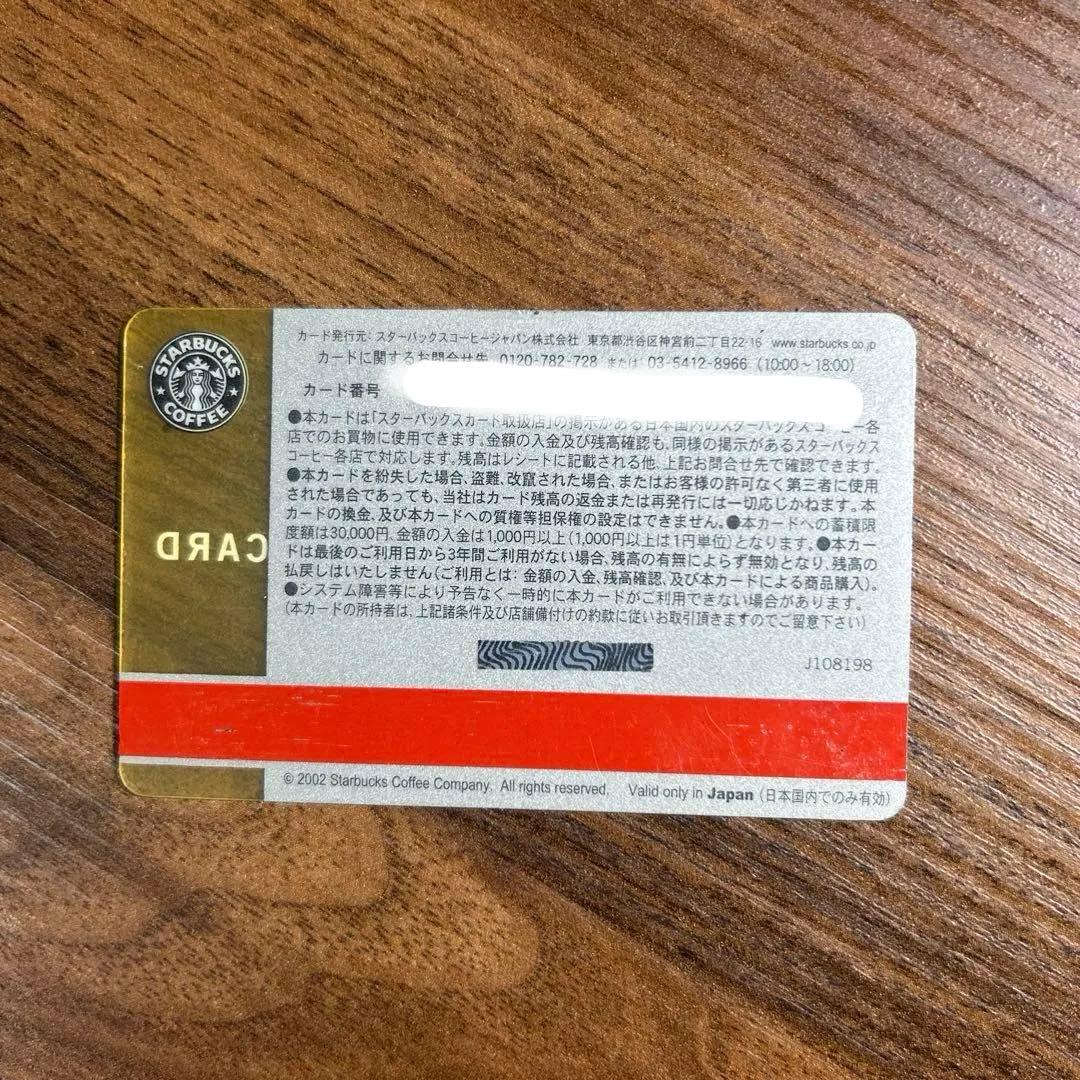 STARBUCKS
COFFEE
カード発行元: スターバックスコーヒージャパン株式会社 東京都渋谷区神宮前二丁目22-16 www.starbucks.co.jp
カードに関するお問合せ先 0120-782-728 または 03-5412-8966 (10:00～18:00)
カード番号
●本カードは「スターバックスカード取扱店」の掲示がある日本国内のスターバックスコーヒー各
店でのお買物に使用できます。金額の入金及び残高確認も、同様の掲示があるスターバックス
コーヒー各店で対応します。残高はレシートに記載される他、上記お問合せ先で確認できます。
●本カードを紛失した場合、盗難、改竄された場合、またはお客様の許可なく第三者に使用
された場合であっても、当社はカード残高の返金または再発行には一切応じかねます。本
カードの換金、及び本カードへの質権等担保権の設定はできません。●本カードへの蓄積限
度額は30,000円、金額の入金は1,000円以上(1,000円以上は1円単位)となります。●本カー
ドは最後のご利用日から3年間ご利用がない場合、残高の有無によらず無効となり、残高の
払戻しはいたしません(ご利用とは: 金額の入金、残高確認、及び本カードによる商品購入)。
●システム障害等により予告なく一時的に本カードがご利用できない場合があります。
(本カードの所持者は、上記諸条件及び店舗備付けの約款に従いお取引頂きますのでご留意下さい)
CARD
J108198
© 2002 Starbucks Coffee Company. All rights reserved. Valid only in Japan (日本国内でのみ有効)